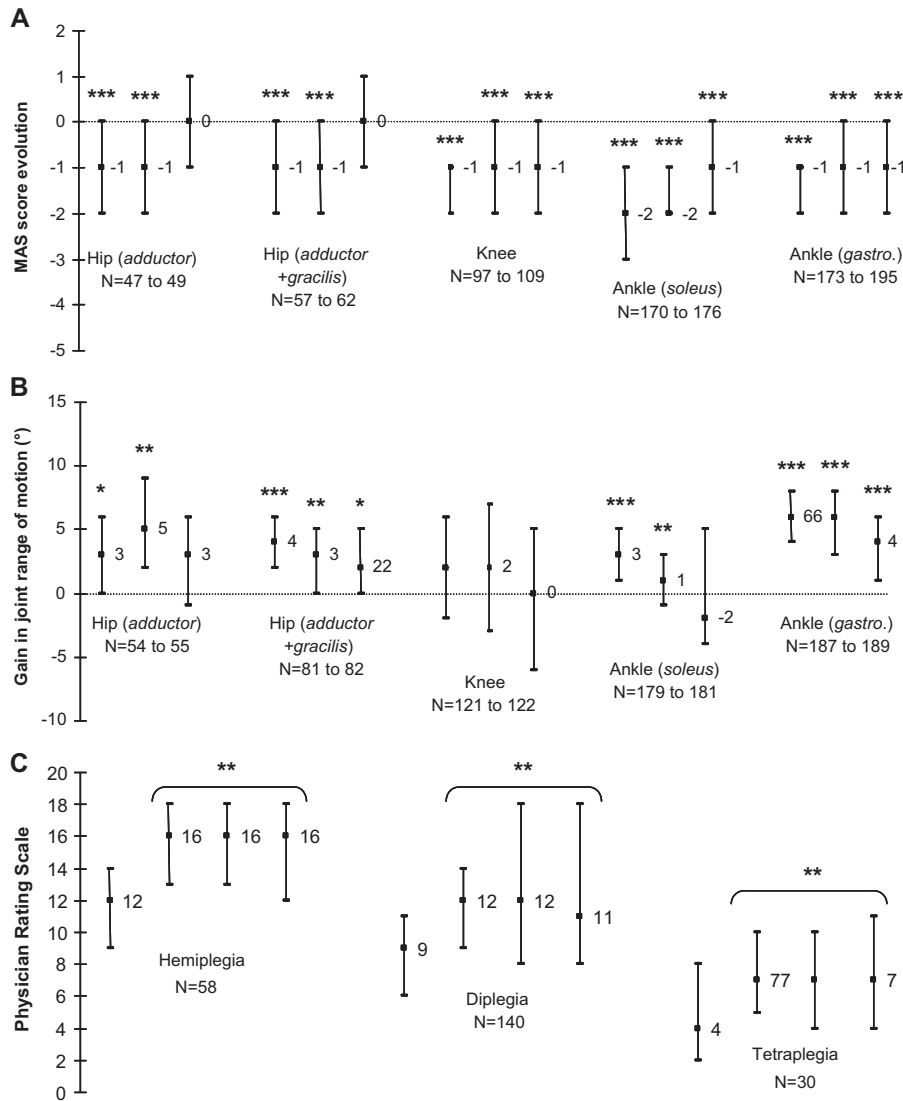 A
MAS score evolution
2
1
0
-1
-2
-3
-4
-5
*** *** *** *** *** *** *** *** *** *** *** *** ***
-1 -1 0 -1 -1 0 -1 -1 -1 -2 -2 -1 -1 -1 -1
Hip (adductor)
N=47 to 49
Hip (adductor
+gracilis)
N=57 to 62
Knee
N=97 to 109
Ankle (soleus)
N=170 to 176
Ankle (gastro.)
N=173 to 195
B
Gain in joint range of motion (°)
15
10
5
0
-5
-10
* ** *** ** * *** ** *** *** ***
3 5 3 4 3 22 2 0 3 1 -2 66 4
Hip (adductor)
N=54 to 55
Hip (adductor
+gracilis)
N=81 to 82
Knee
N=121 to 122
Ankle (soleus)
N=179 to 181
Ankle (gastro.)
N=187 to 189
C
Physician Rating Scale
20
18
16
14
12
10
8
6
4
2
0
** ** **
12 16 16 16 9 12 12 11 4 77 7
Hemiplegia
N=58
Diplegia
N=140
Tetraplegia
N=30